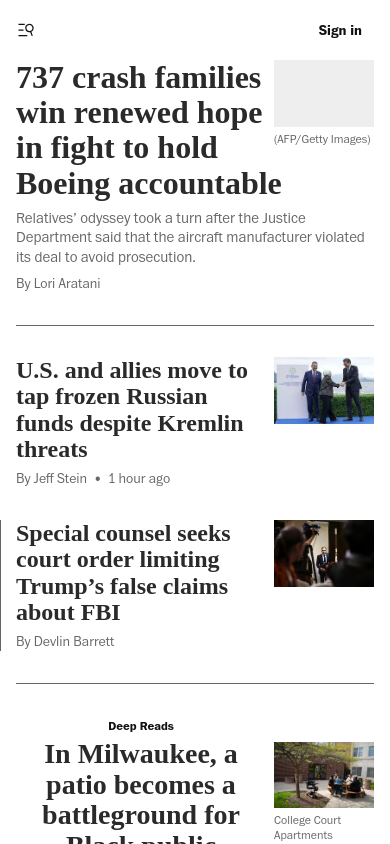 Sign in
737 crash families
win renewed hope
in fight to hold
Boeing accountable
(AFP/Getty Images)
Relatives’ odyssey took a turn after the Justice
Department said that the aircraft manufacturer violated
its deal to avoid prosecution.
By Lori Aratani
U.S. and allies move to
tap frozen Russian
funds despite Kremlin
threats
By Jeff Stein • 1 hour ago
Special counsel seeks
court order limiting
Trump’s false claims
about FBI
By Devlin Barrett
Deep Reads
In Milwaukee, a
patio becomes a
battleground for
Black public
College Court
Apartments